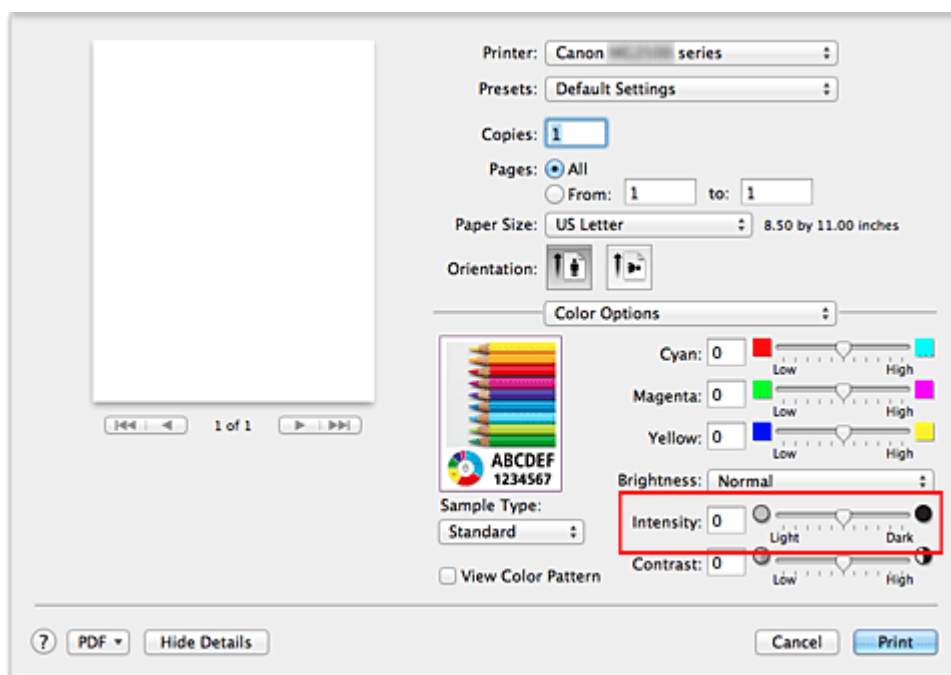 Printer: Canon series
Presets: Default Settings
Copies: 1
Pages: All
From: 1 to: 1
Paper Size: US Letter 8.50 by 11.00 inches
Orientation:
Color Options
Cyan: 0
Low High
Magenta: 0
Low High
Yellow: 0
Low High
ABCDEF
1234567
Brightness: Normal
Sample Type:
Standard
Intensity: 0
Light Dark
View Color Pattern
Contrast: 0
Low High
1 of 1
? PDF Hide Details Cancel Print